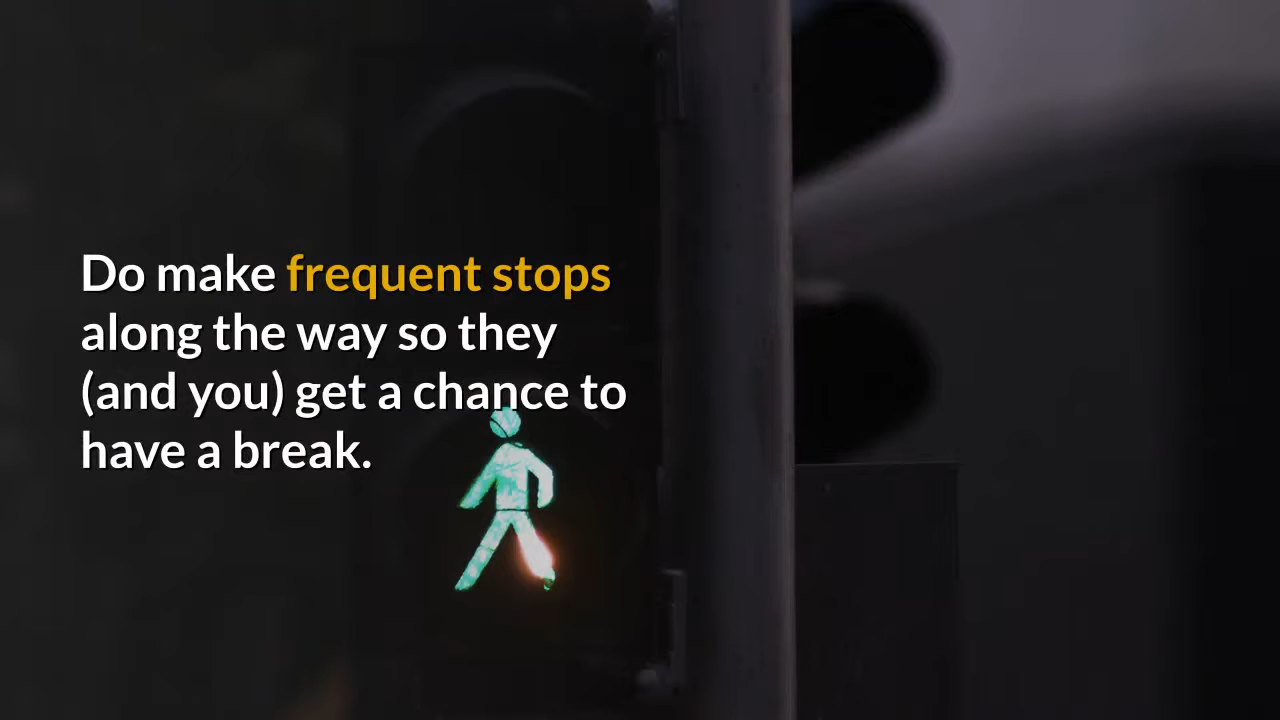 Do make frequent stops
along the way so they
(and you) get a chance to
have a break.